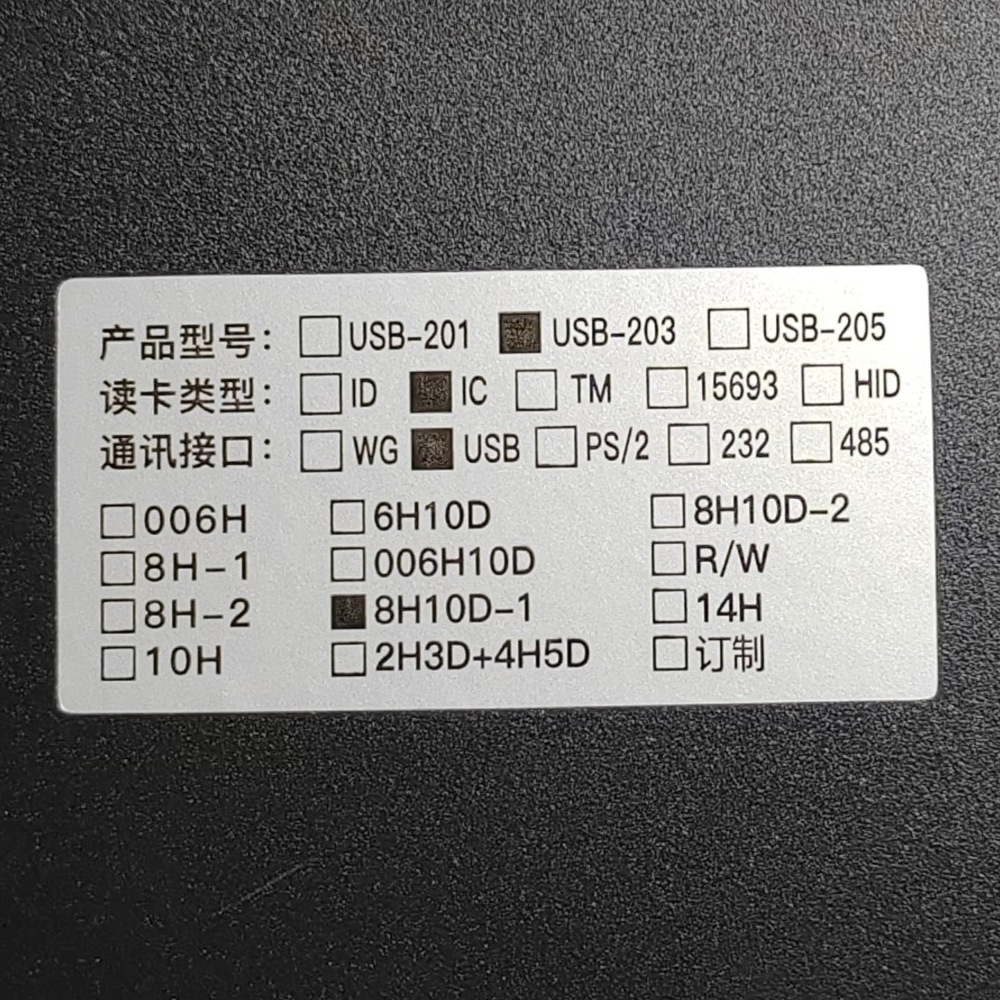 产品型号：□USB-201 ■USB-203 □USB-205
读卡类型：□ID ■IC □TM □15693 □HID
通讯接口：□WG ■USB □PS/2 □232 □485
□006H □6H10D □8H10D-2
□8H-1 □006H10D □R/W
□8H-2 ■8H10D-1 □14H
□10H □2H3D+4H5D □订制